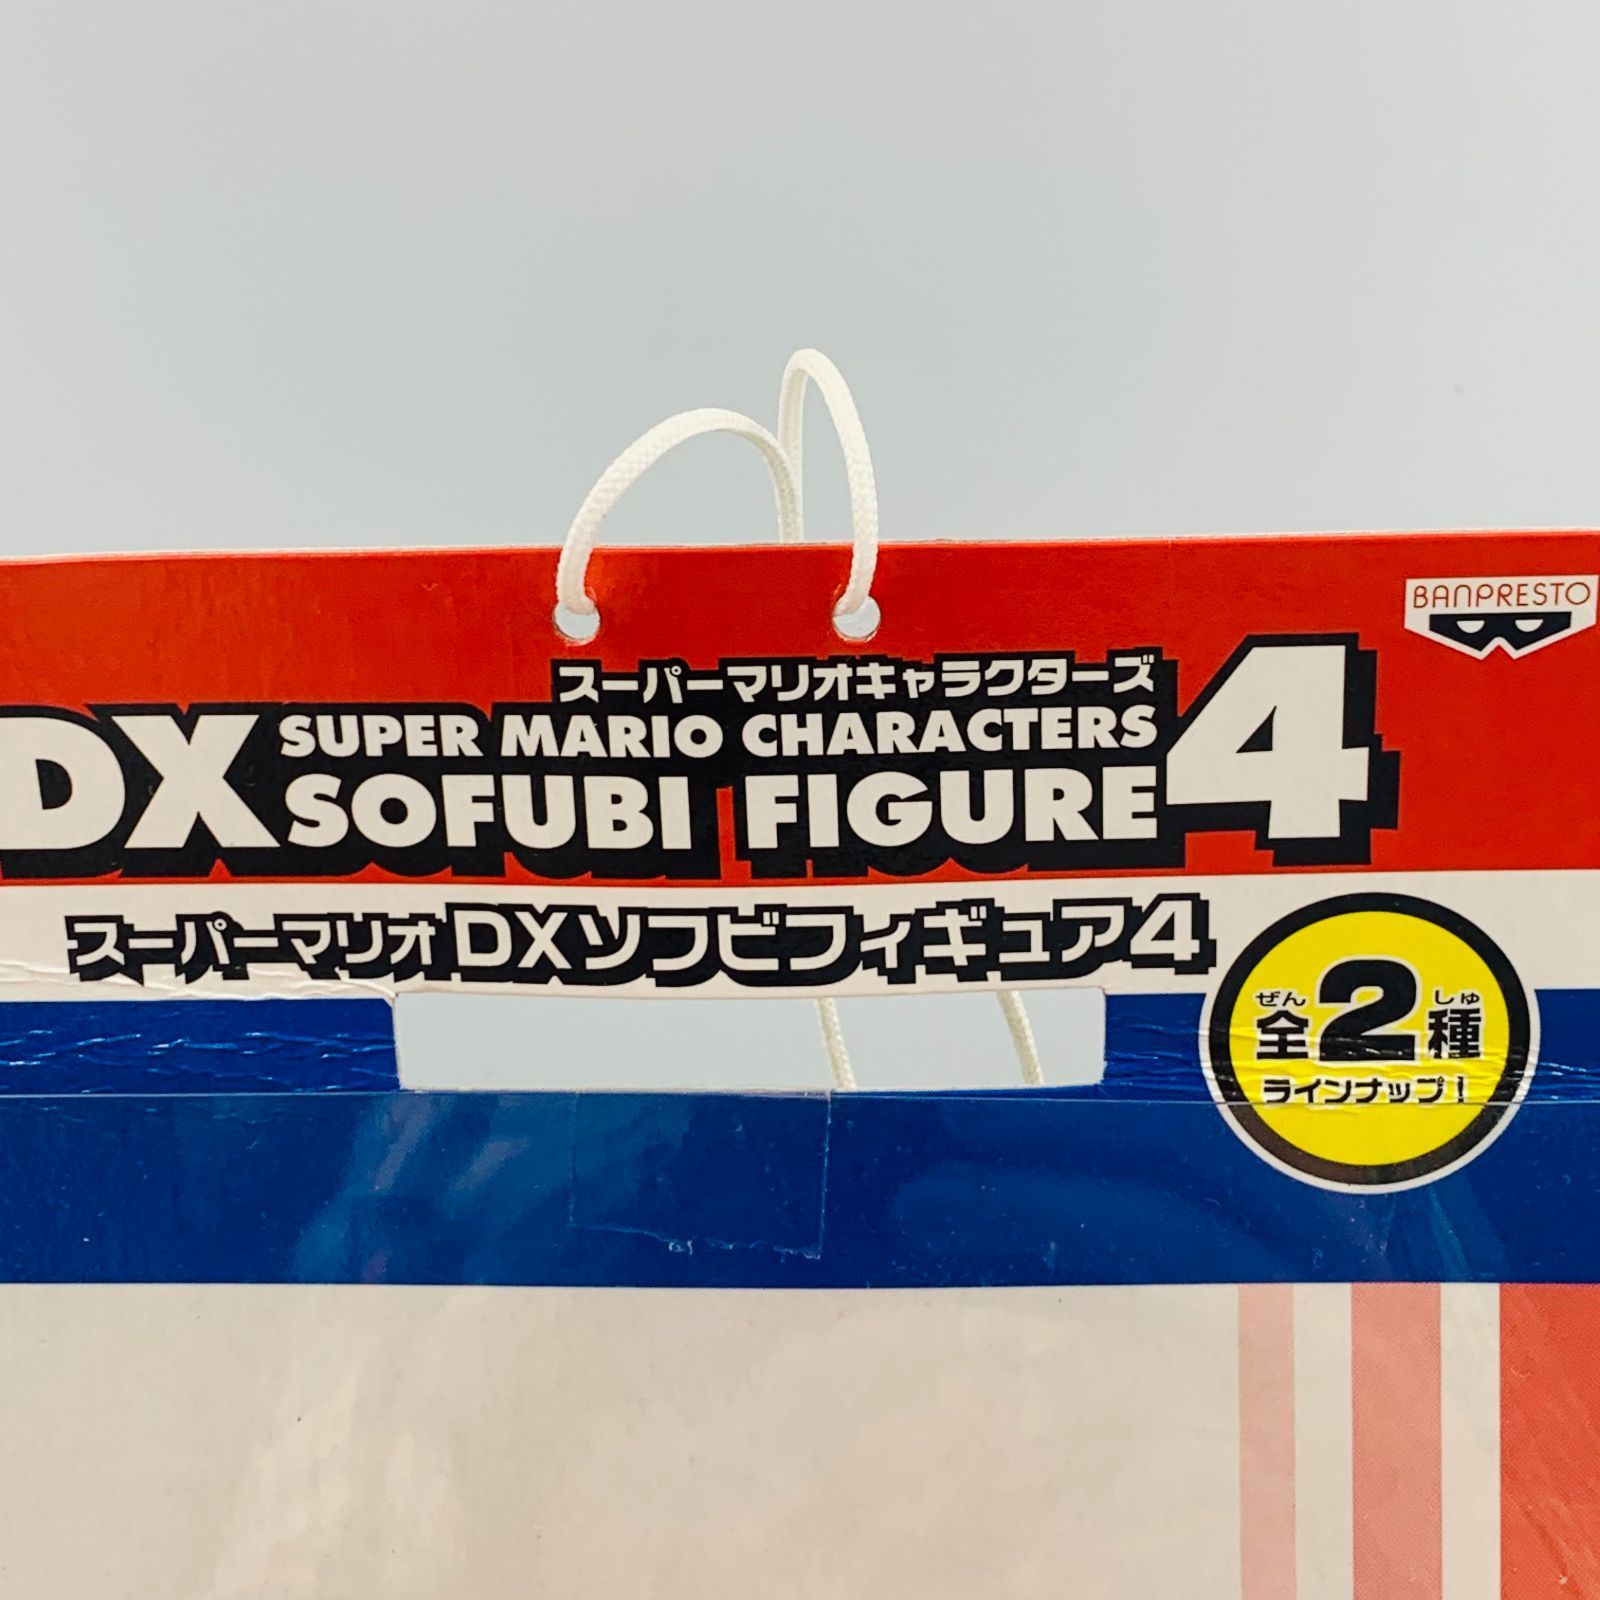 BANPRESTO
スーパーマリオキャラクターズ
DX SUPER MARIO CHARACTERS 4
SOFUBI FIGURE
スーパーマリオ DXソフビフィギュア4
ぜん しゅ
全2種
ラインナップ!